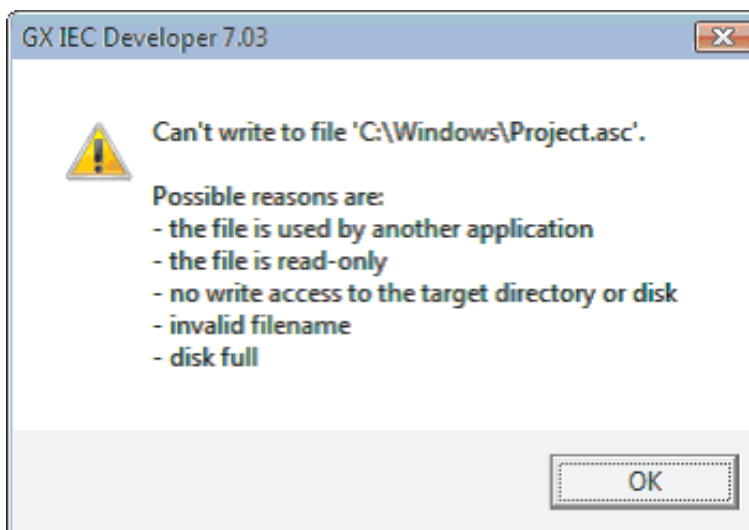 GX IEC Developer 7.03
Can't write to file 'C:\Windows\Project.asc'.
Possible reasons are:
- the file is used by another application
- the file is read-only
- no write access to the target directory or disk
- invalid filename
- disk full
OK